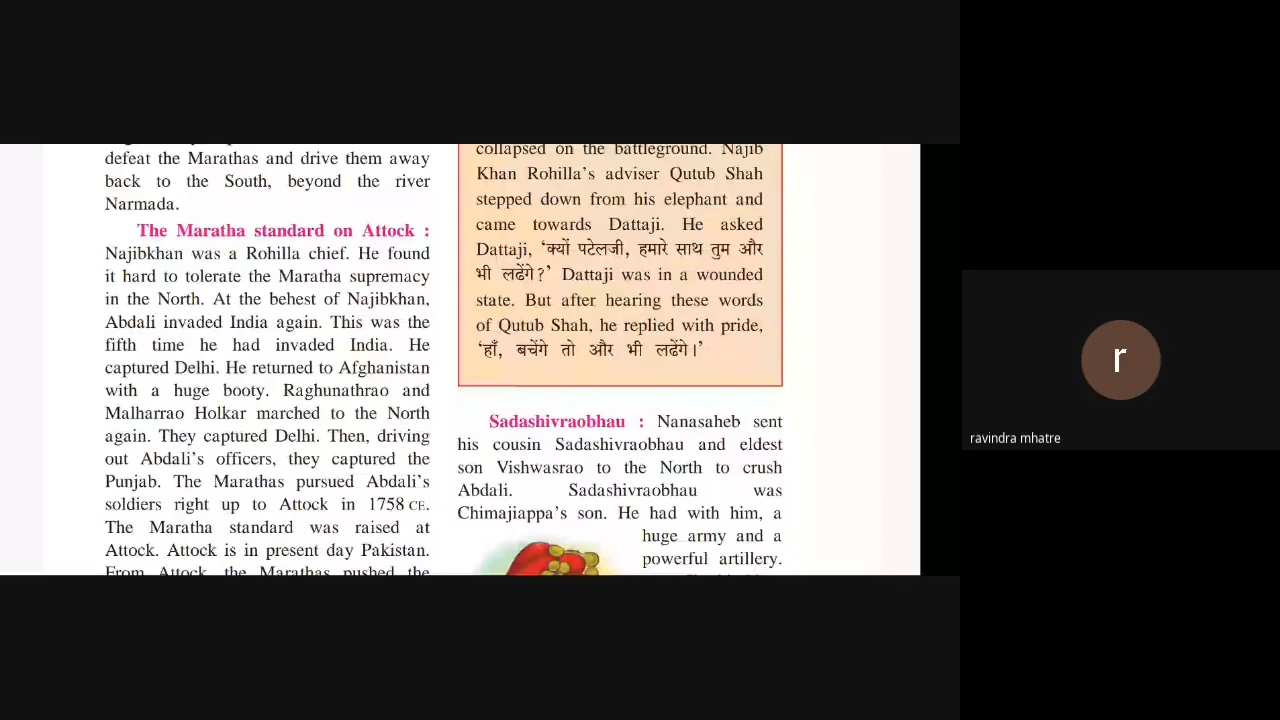 defeat the Marathas and drive them away
back to the South, beyond the river
Narmada.
The Maratha standard on Attock :
Najibkhan was a Rohilla chief. He found
it hard to tolerate the Maratha supremacy
in the North. At the behest of Najibkhan,
Abdali invaded India again. This was the
fifth time he had invaded India. He
captured Delhi. He returned to Afghanistan
with a huge booty. Raghunathrao and
Malharrao Holkar marched to the North
again. They captured Delhi. Then, driving
out Abdali's officers, they captured the
Punjab. The Marathas pursued Abdali's
soldiers right up to Attock in 1758 CE.
The Maratha standard was raised at
Attock. Attock is in present day Pakistan.
From Attock, the Marathas pushed the
collapsed on the battleground. Najib
Khan Rohilla's adviser Qutub Shah
stepped down from his elephant and
came towards Dattaji. He asked
Dattaji, ‘क्यों पटेलजी, हमारे साथ तुम और
भी लढेंगे?’ Dattaji was in a wounded
state. But after hearing these words
of Qutub Shah, he replied with pride,
‘हाँ, बचेंगे तो और भी लढेंगे।’
Sadashivraobhau : Nanasaheb sent
his cousin Sadashivraobhau and eldest
son Vishwasrao to the North to crush
Abdali. Sadashivraobhau was
Chimajiappa's son. He had with him, a
huge army and a
powerful artillery.
r
ravindra mhatre